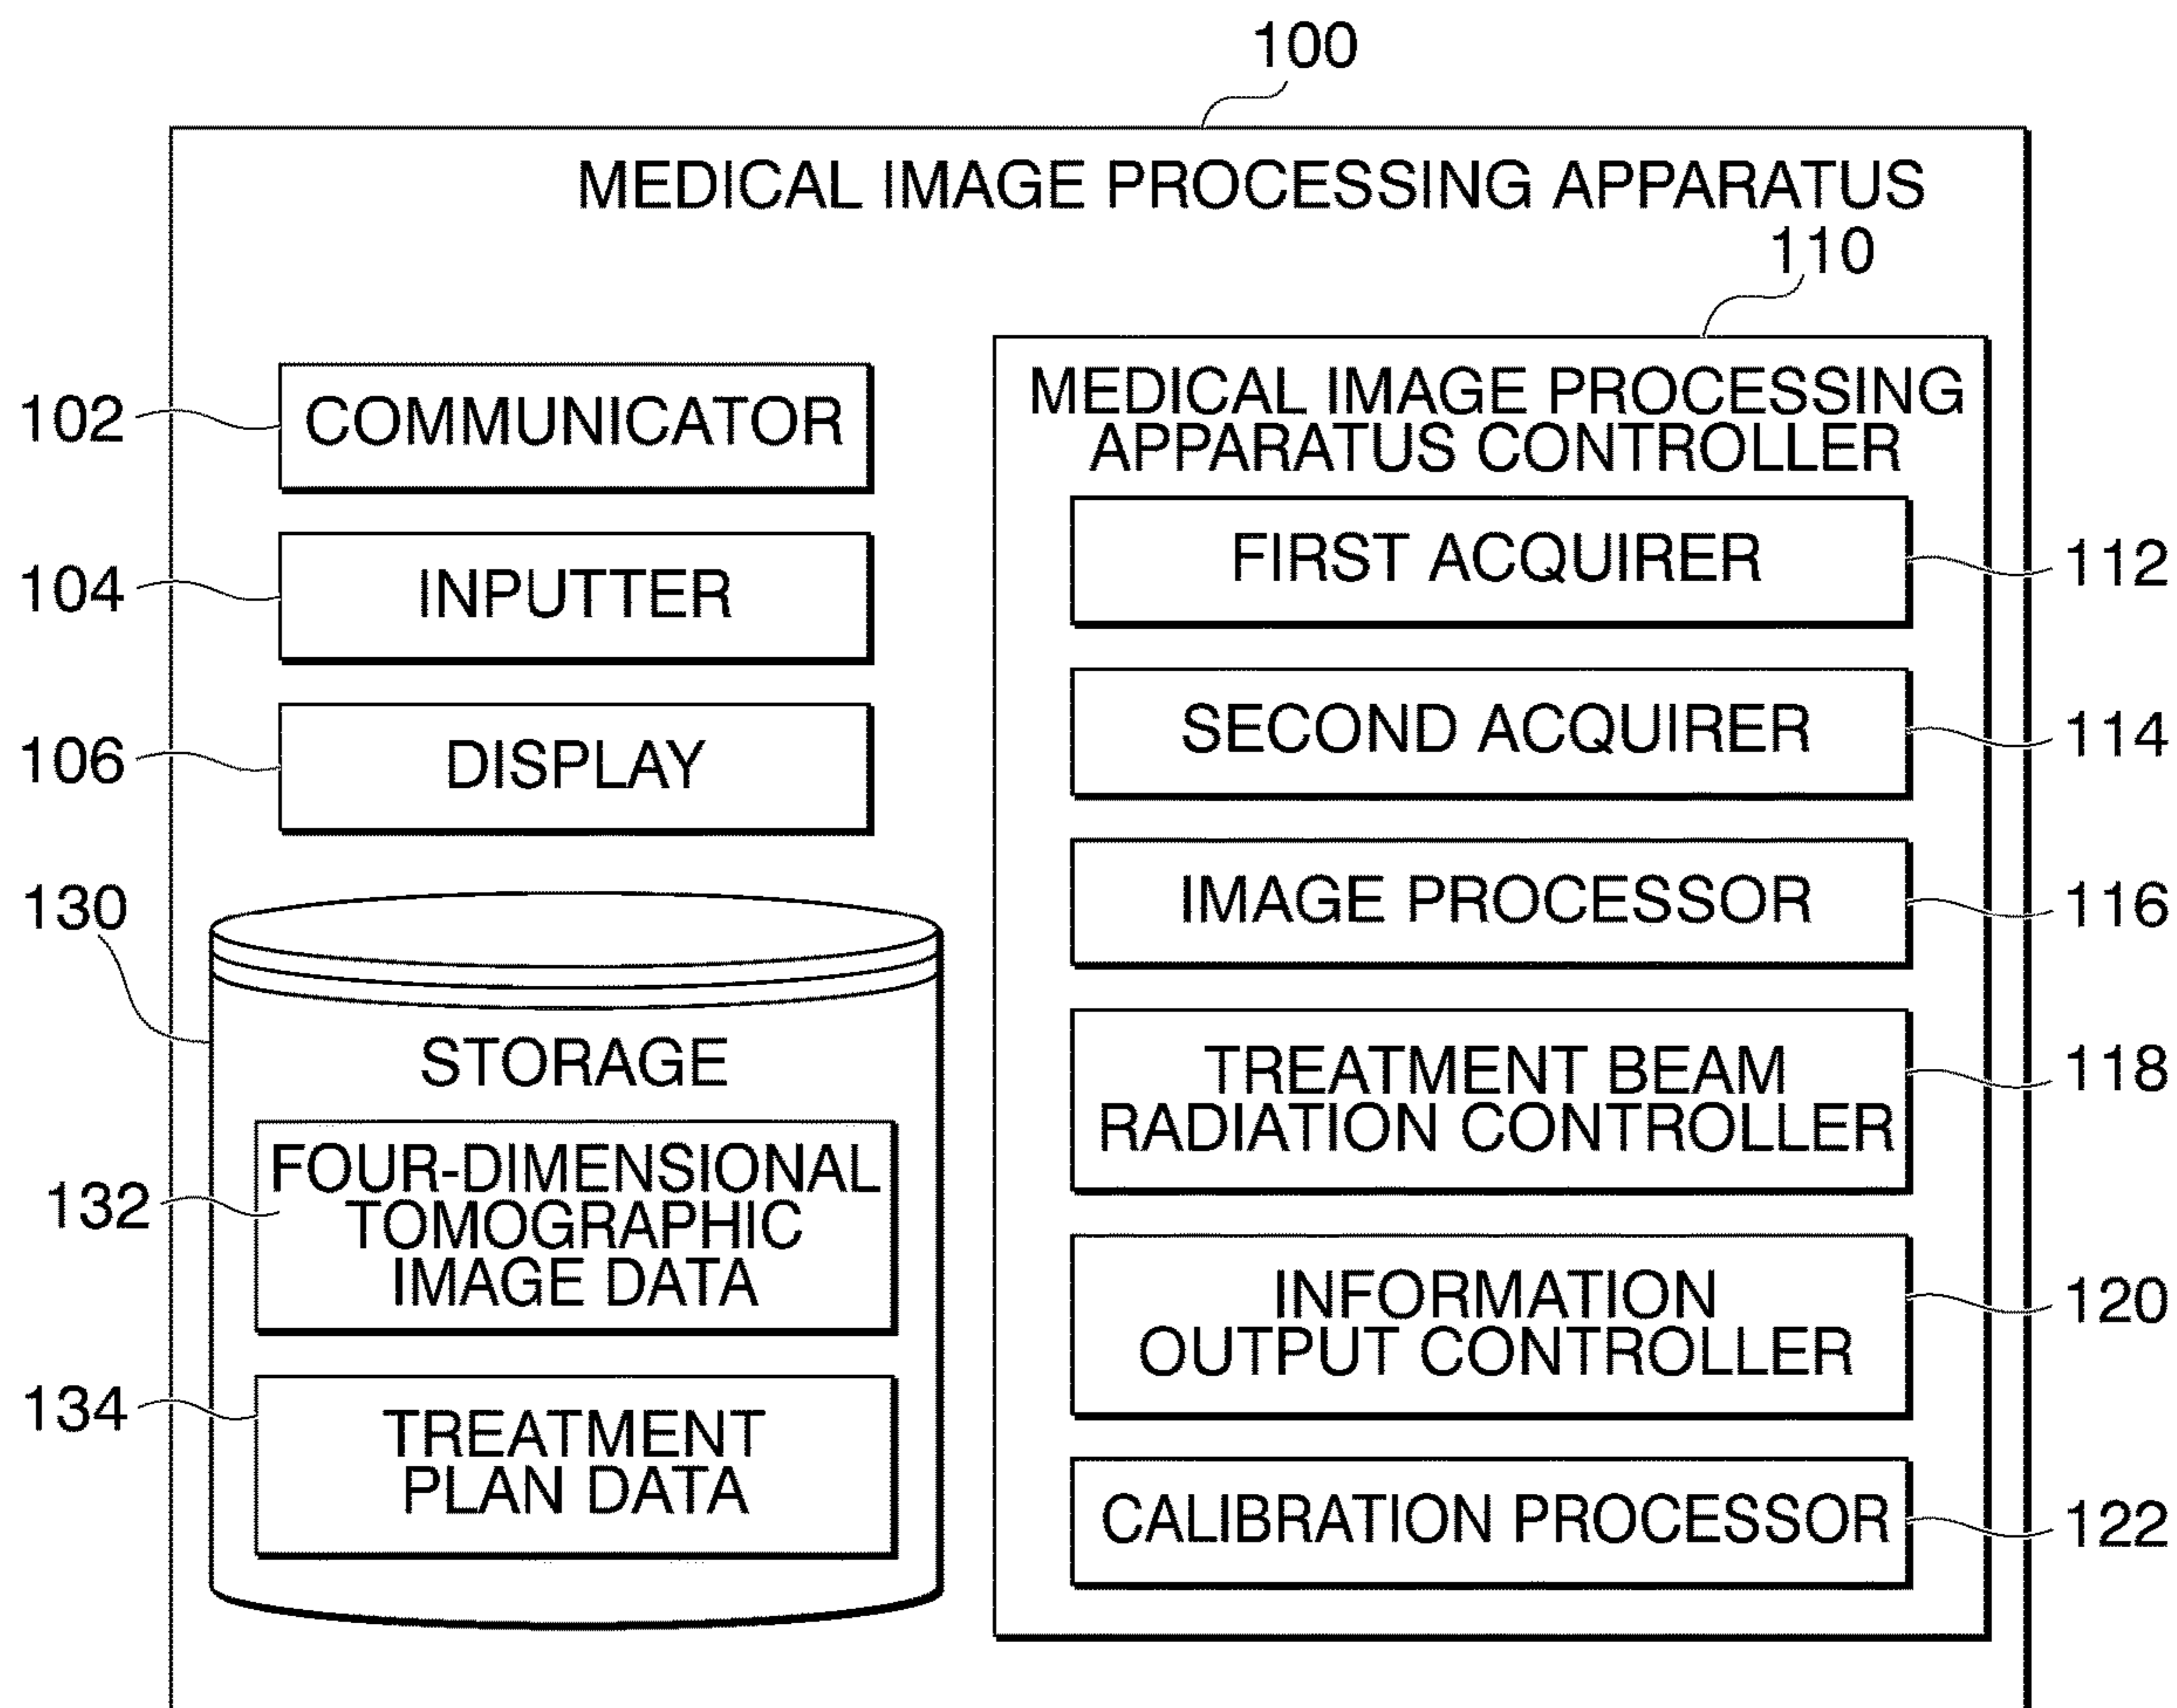 100
MEDICAL IMAGE PROCESSING APPARATUS
110
102
COMMUNICATOR
104
INPUTTER
106
DISPLAY
130
STORAGE
132
FOUR-DIMENSIONAL
TOMOGRAPHIC
IMAGE DATA
134
TREATMENT
PLAN DATA
MEDICAL IMAGE PROCESSING
APPARATUS CONTROLLER
FIRST ACQUIRER
112
SECOND ACQUIRER
114
IMAGE PROCESSOR
116
TREATMENT BEAM
RADIATION CONTROLLER
118
INFORMATION
OUTPUT CONTROLLER
120
CALIBRATION PROCESSOR
122